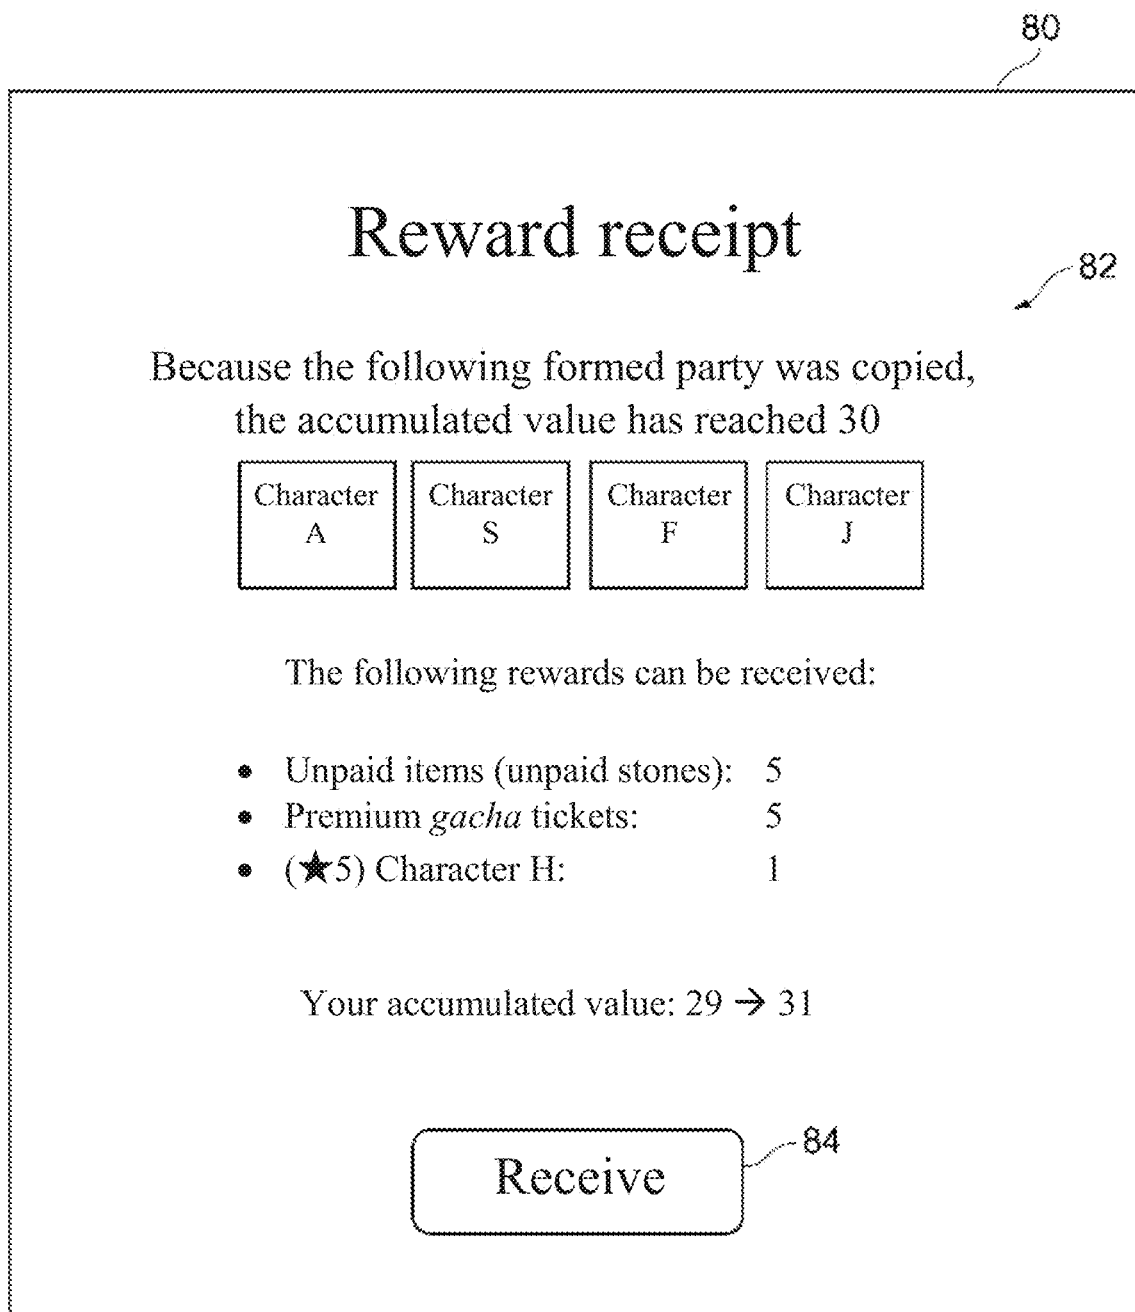 80
Reward receipt
82
Because the following formed party was copied,
the accumulated value has reached 30
Character A
Character S
Character F
Character J
The following rewards can be received:
• Unpaid items (unpaid stones): 5
• Premium gacha tickets: 5
• (★5) Character H: 1
Your accumulated value: 29 → 31
Receive
84